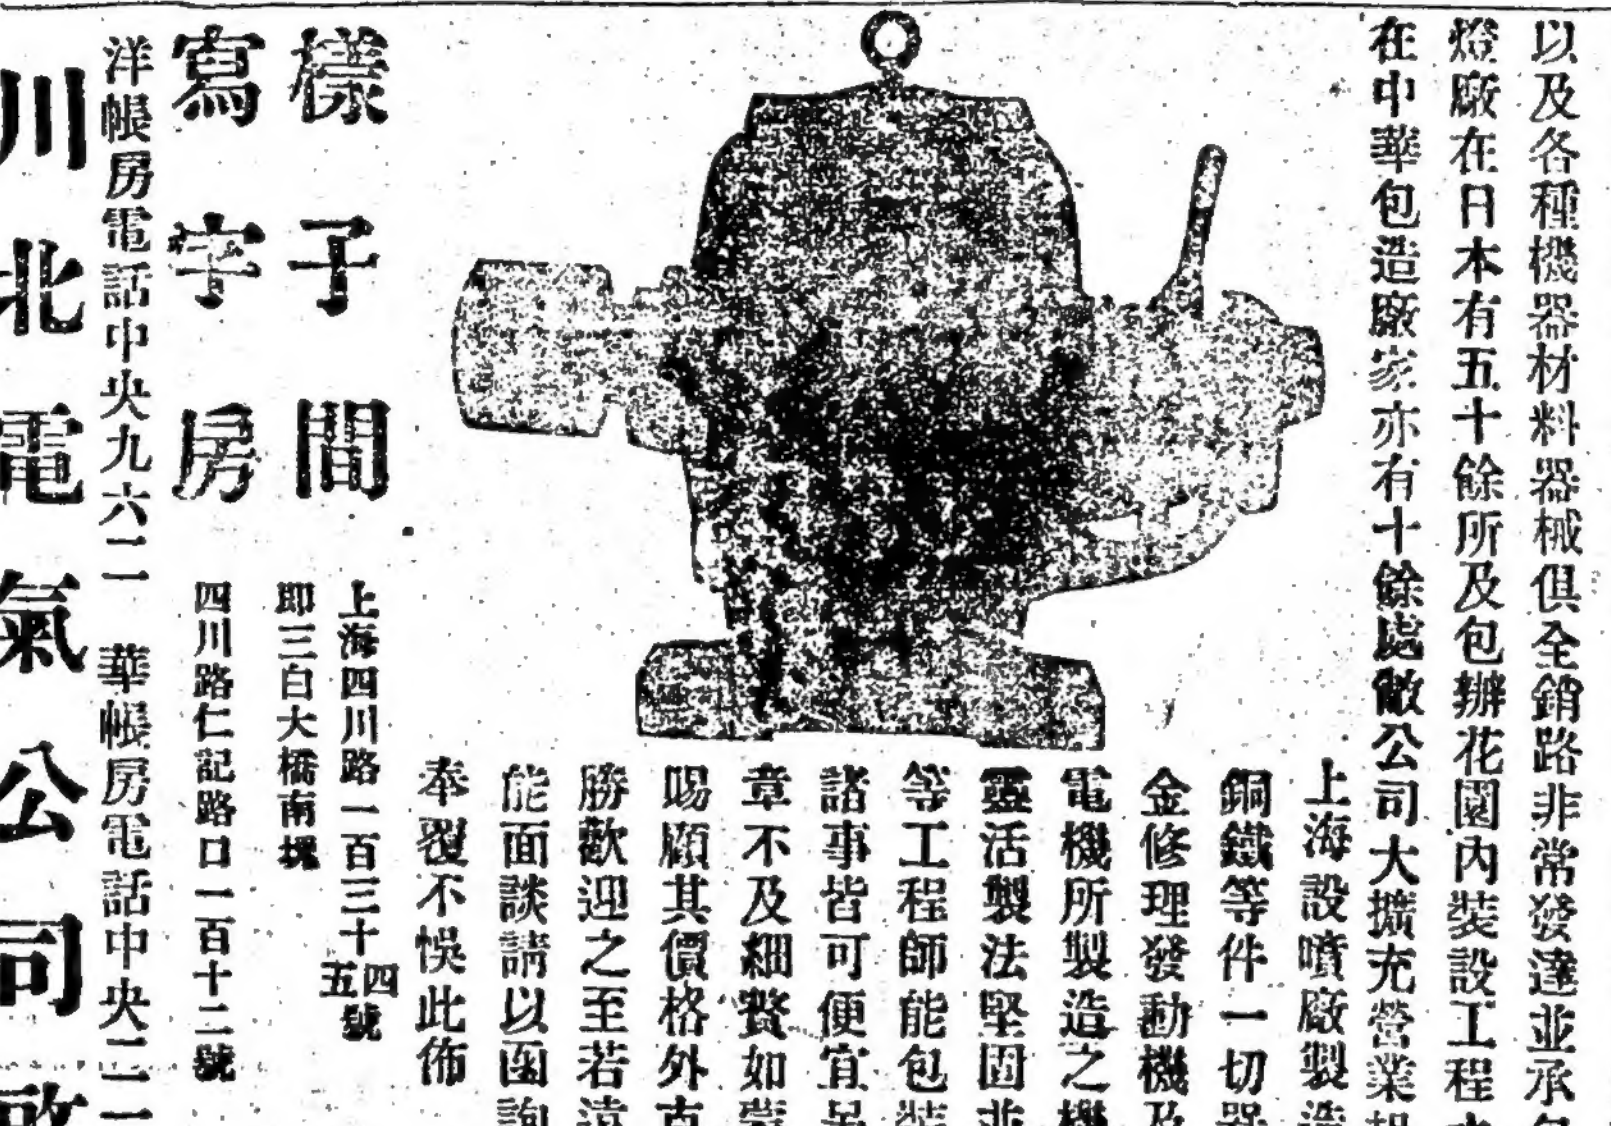 以及各種機器材料器械俱全銷路非常發達並承
燈廠在日本有五十餘所及包辦花園內裝設工程
在中華包造廠家亦有十餘處敝公司大擴充營業
上海設噴廠製造
銅鐵等件一切器
金修理發動機及
電機所製造之機
靈活製法堅固並
等工程師能包裝
諸事皆可便宜
章不及細贅如蒙
賜顧其價格外克
勝歡迎之至若遠
能面談請以函詢
奉覆不悞此佈
樣子間
上海四川路一百三十四五號
即三白大橋南堍
寫字房
四川路仁記路口一百十二號
洋帳房電話中央九六二一 華帳房電話中央二二一
川北電氣公司啟